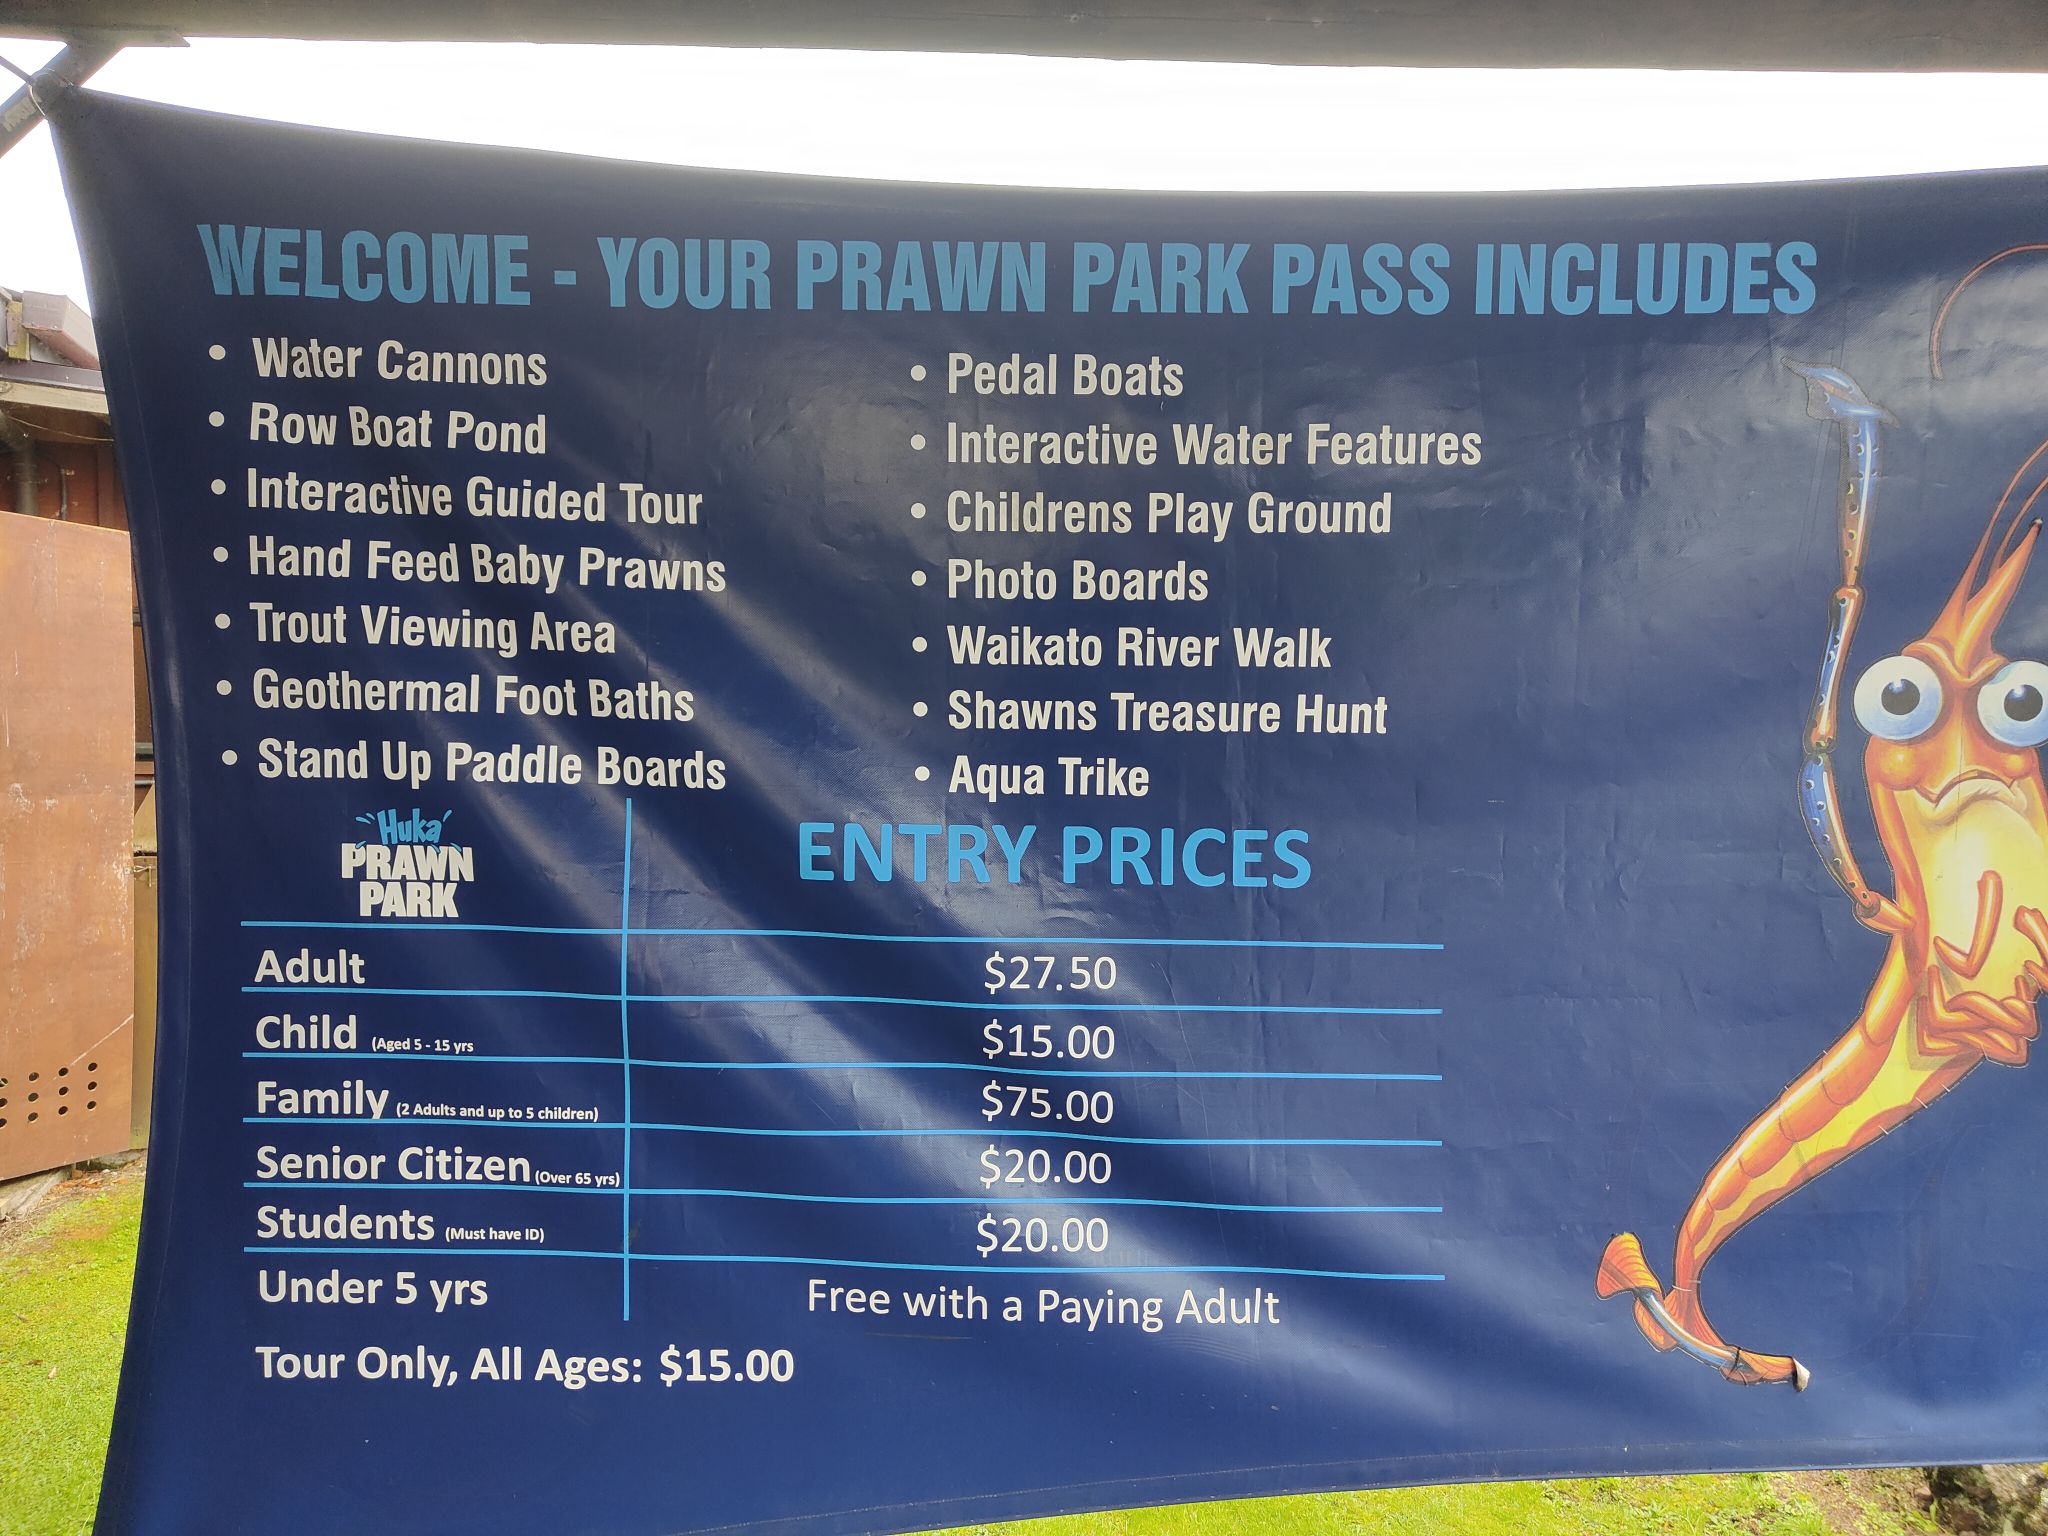 WELCOME - YOUR PRAWN PARK PASS INCLUDES
• Water Cannons
• Row Boat Pond
• Interactive Guided Tour
• Hand Feed Baby Prawns
• Trout Viewing Area
• Geothermal Foot Baths
• Stand Up Paddle Boards
• Pedal Boats
• Interactive Water Features
• Childrens Play Ground
• Photo Boards
• Waikato River Walk
• Shawns Treasure Hunt
• Aqua Trike
Huka
PRAWN
PARK
ENTRY PRICES
Adult $27.50
Child (Aged 5 - 15 yrs $15.00
Family (2 Adults and up to 5 children) $75.00
Senior Citizen (Over 65 yrs) $20.00
Students (Must have ID) $20.00
Under 5 yrs Free with a Paying Adult
Tour Only, All Ages: $15.00